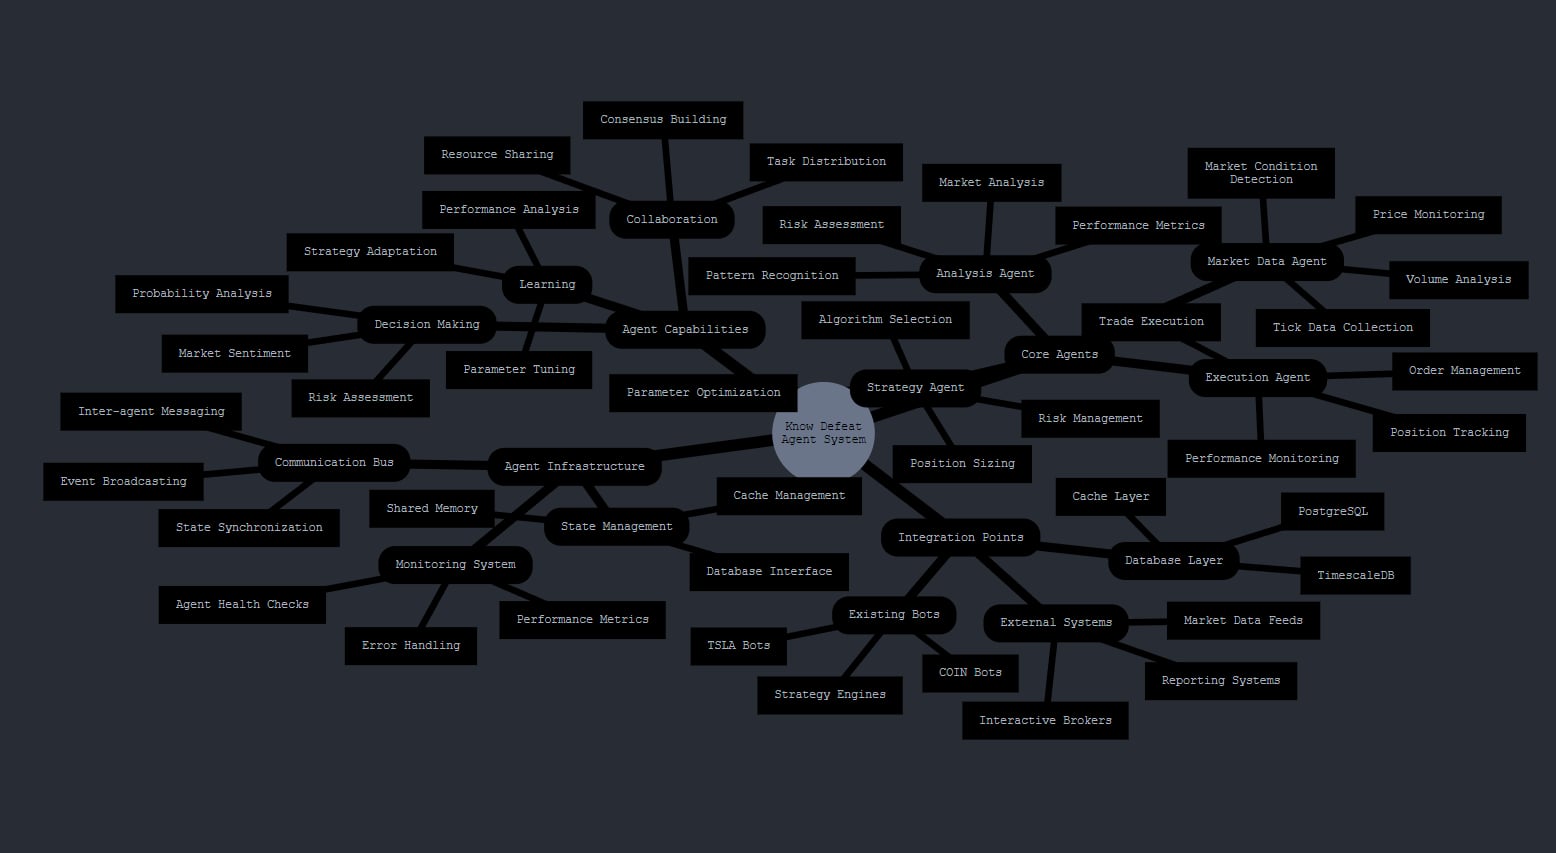 Consensus Building
Resource Sharing
Task Distribution
Collaboration
Performance Analysis
Strategy Adaptation
Learning
Parameter Tuning
Probability Analysis
Decision Making
Market Sentiment
Risk Assessment
Agent Capabilities
Parameter Optimization
Market Analysis
Risk Assessment
Performance Metrics
Pattern Recognition
Analysis Agent
Market Condition
Detection
Price Monitoring
Market Data Agent
Volume Analysis
Tick Data Collection
Algorithm Selection
Trade Execution
Core Agents
Strategy Agent
Execution Agent
Order Management
Risk Management
Position Tracking
Performance Monitoring
Position Sizing
Know Defeat
Agent System
Inter-agent Messaging
Communication Bus
Event Broadcasting
State Synchronization
Agent Infrastructure
Shared Memory
Cache Management
State Management
Database Interface
Monitoring System
Agent Health Checks
Performance Metrics
Error Handling
Integration Points
Cache Layer
PostgreSQL
Database Layer
TimescaleDB
Existing Bots
TSLA Bots
COIN Bots
Strategy Engines
External Systems
Market Data Feeds
Reporting Systems
Interactive Brokers